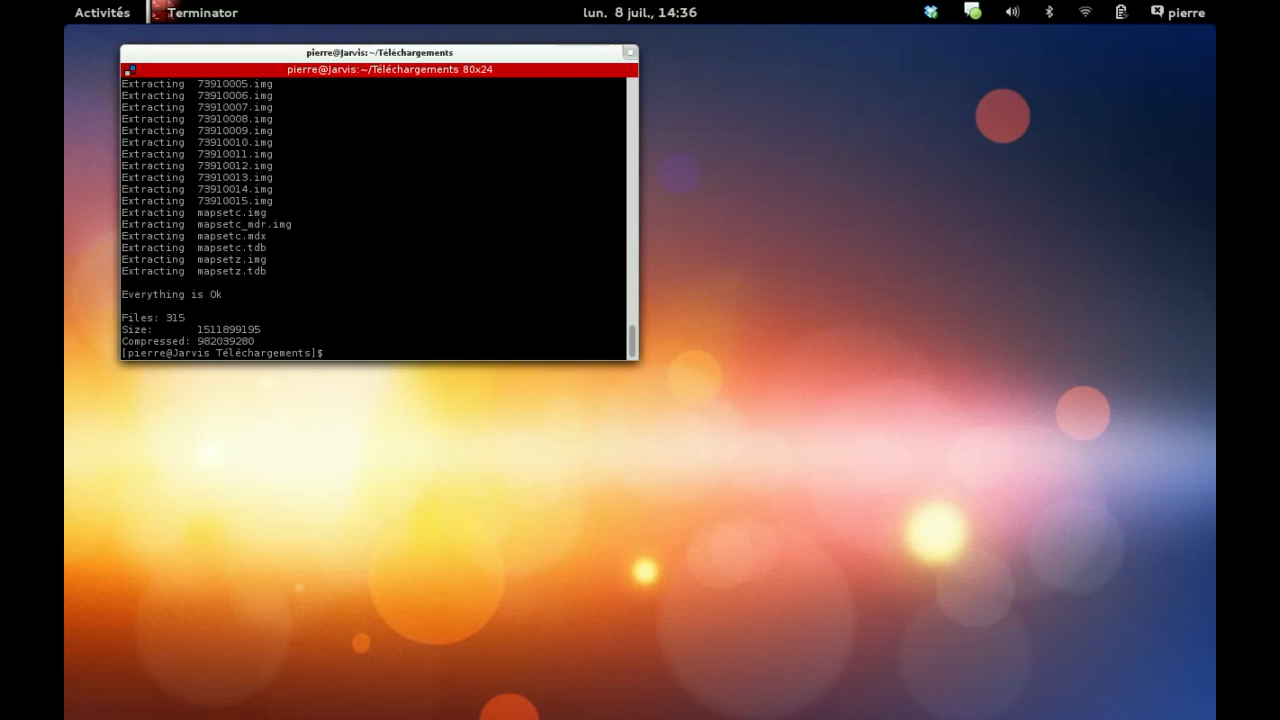 Activités Terminator lun. 8 juil., 14:36 pierre
pierre@Jarvis:~/Téléchargements
pierre@Jarvis:~/Téléchargements 80x24
Extracting  73910005.img
Extracting  73910006.img
Extracting  73910007.img
Extracting  73910008.img
Extracting  73910009.img
Extracting  73910010.img
Extracting  73910011.img
Extracting  73910012.img
Extracting  73910013.img
Extracting  73910014.img
Extracting  73910015.img
Extracting  mapsetc.img
Extracting  mapsetc_mdr.img
Extracting  mapsetc.mdx
Extracting  mapsetc.tdb
Extracting  mapsetz.img
Extracting  mapsetz.tdb
Everything is Ok
Files: 315
Size:       1511899195
Compressed: 982039280
[pierre@Jarvis Téléchargements]$